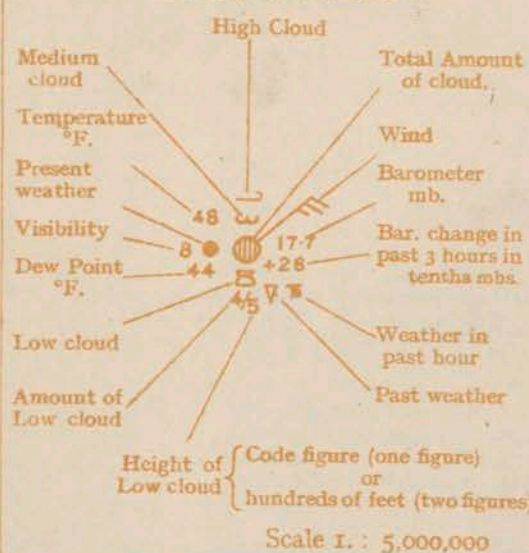 High Cloud
Medium
cloud
Total Amount
of cloud.
Temperature
°F.
Wind
Present
weather
Barometer
mb.
48
Visibility
8
17.7
Bar. change in
past 3 hours in
tenths mbs.
+28
Dew Point
°F.
44
4/5
Low cloud
Weather in
past hour
Amount of
Low cloud
Past weather
Height of
Low cloud
Code figure (one figure)
or
hundreds of feet (two figures
Scale 1. : 5,000,000